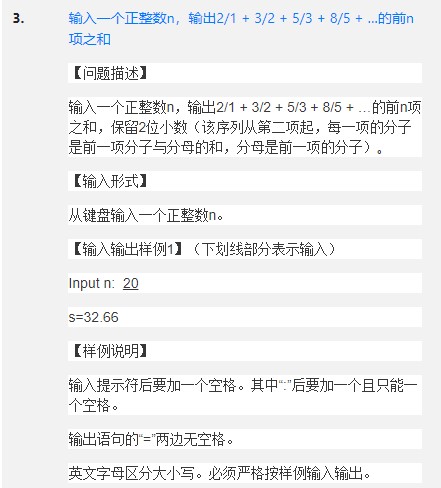 3. 输入一个正整数n，输出2/1 + 3/2 + 5/3 + 8/5 + ...的前n
项之和
【问题描述】
输入一个正整数n，输出2/1 + 3/2 + 5/3 + 8/5 + …的前n项
之和，保留2位小数（该序列从第二项起，每一项的分子
是前一项分子与分母的和，分母是前一项的分子）。
【输入形式】
从键盘输入一个正整数n。
【输入输出样例1】（下划线部分表示输入）
Input n: 20
s=32.66
【样例说明】
输入提示符后要加一个空格。其中“:”后要加一个且只能一
个空格。
输出语句的“=”两边无空格。
英文字母区分大小写。必须严格按样例输入输出。